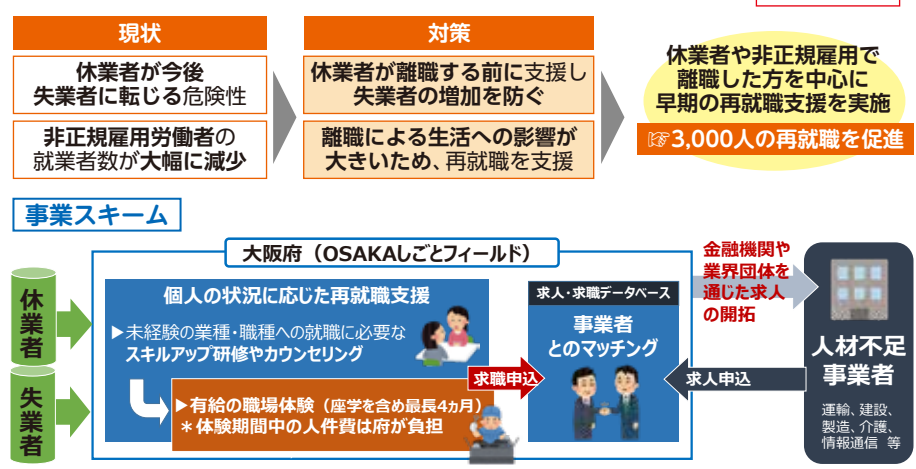 現状
休業者が今後
失業者に転じる危険性
非正規雇用労働者の
就業者数が大幅に減少
対策
休業者が離職する前に支援し
失業者の増加を防ぐ
離職による生活への影響が
大きいため、再就職を支援
休業者や非正規雇用で
離職した方を中心に
早期の再就職支援を実施
☞3,000人の再就職を促進
事業スキーム
大阪府（OSAKAしごとフィールド）
休業者
失業者
個人の状況に応じた再就職支援
▶未経験の業種・職種への就職に必要な
スキルアップ研修やカウンセリング
▶有給の職場体験（座学を含め最長4ヵ月）
＊体験期間中の人件費は府が負担
求職申込
求人・求職データベース
事業者
とのマッチング
求人申込
金融機関や
業界団体を
通じた求人
の開拓
人材不足
事業者
運輸、建設、
製造、介護、
情報通信 等